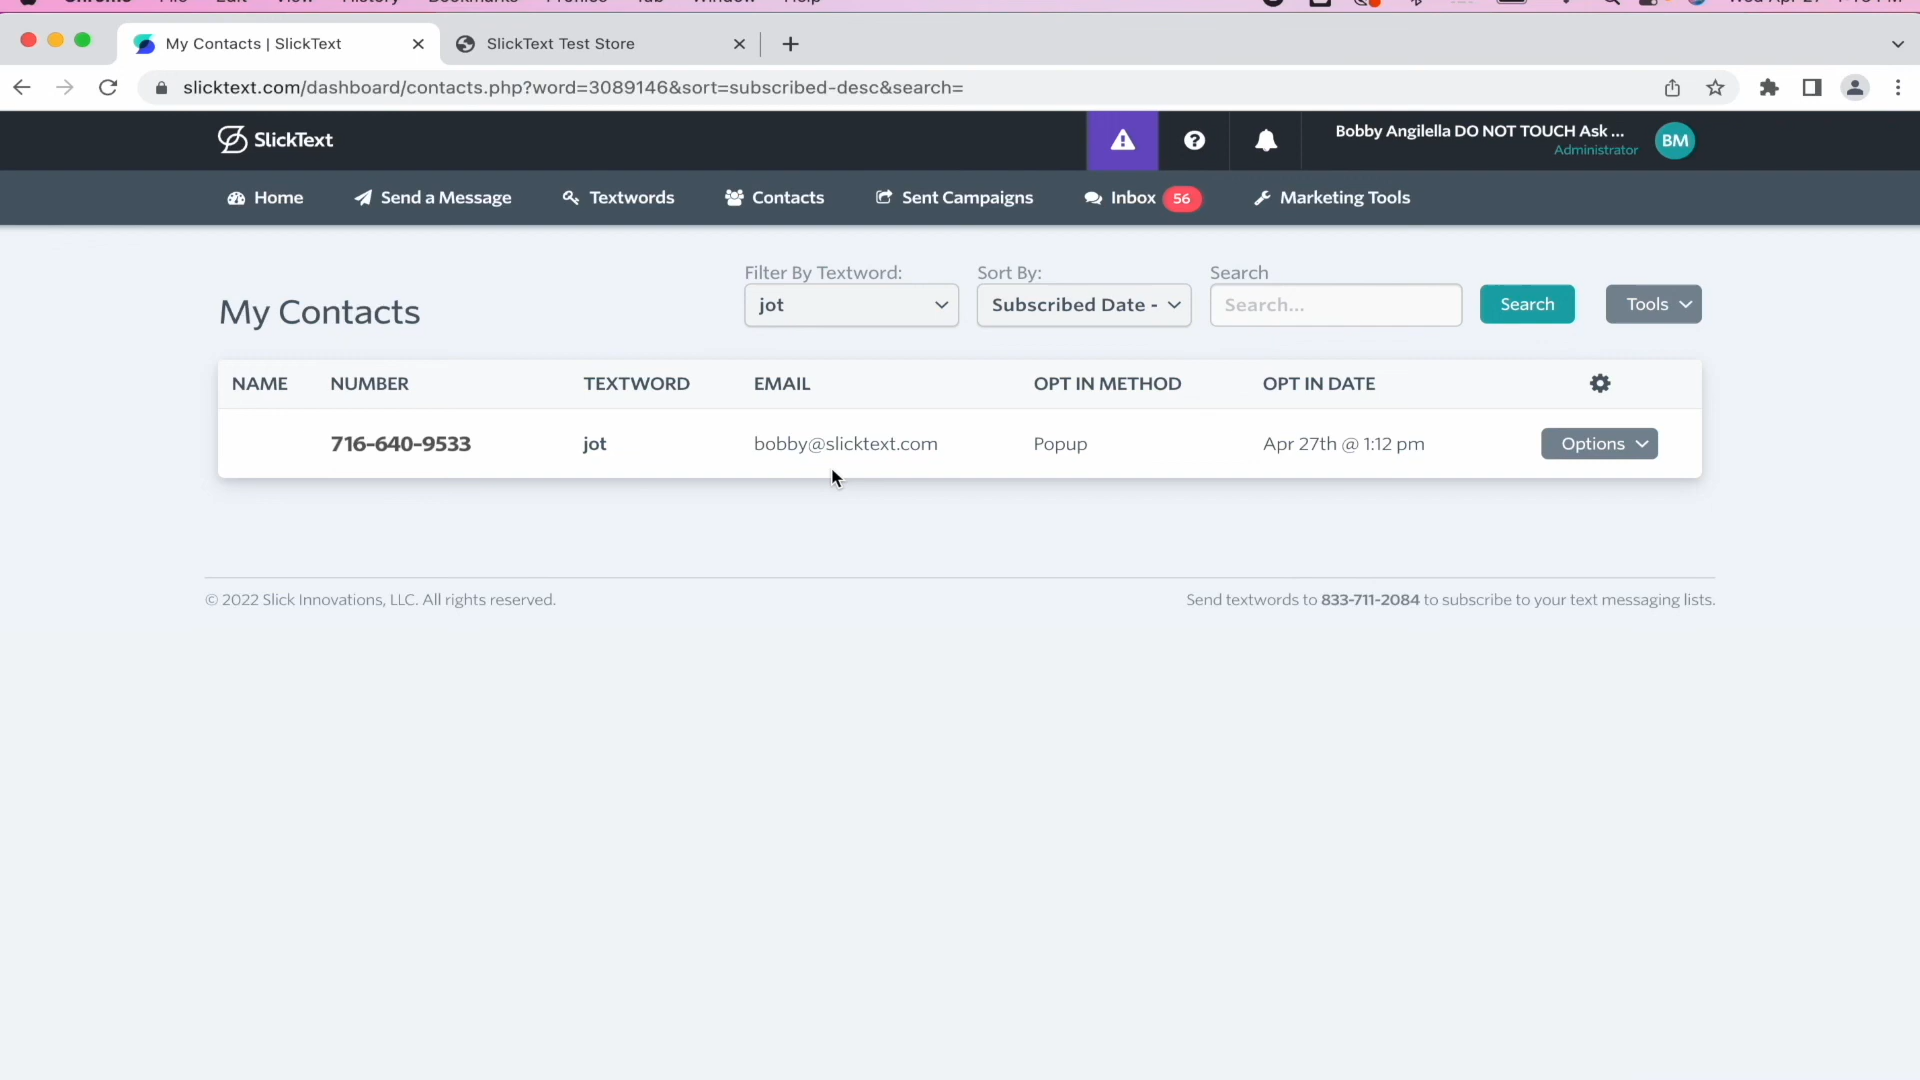 My Contacts | SlickText
SlickText Test Store
slicktext.com/dashboard/contacts.php?word=3089146&sort=subscribed-desc&search=
SlickText
Bobby Angilella DO NOT TOUCH Ask ...
Administrator
BM
Home
Send a Message
Textwords
Contacts
Sent Campaigns
Inbox 56
Marketing Tools
My Contacts
Filter By Textword:
jot
Sort By:
Subscribed Date -
Search
Search...
Search
Tools
NAME NUMBER TEXTWORD EMAIL OPT IN METHOD OPT IN DATE
716-640-9533 jot bobby@slicktext.com Popup Apr 27th @ 1:12 pm Options
© 2022 Slick Innovations, LLC. All rights reserved.
Send textwords to 833-711-2084 to subscribe to your text messaging lists.